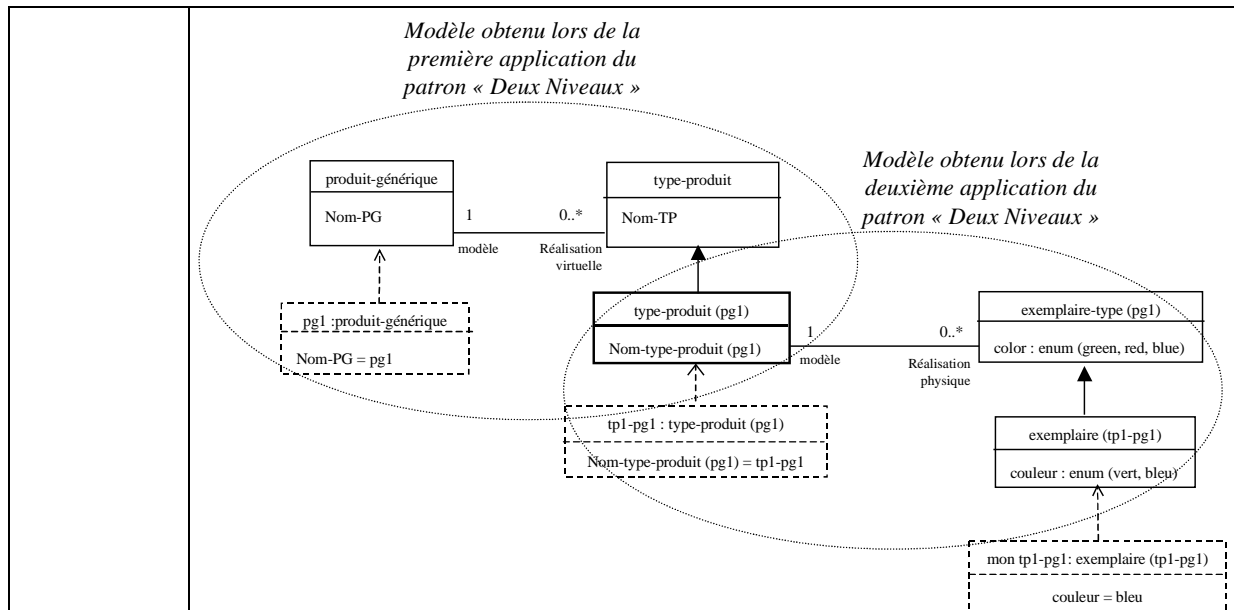 Modèle obtenu lors de la
première application du
patron « Deux Niveaux »
Modèle obtenu lors de la
deuxième application du
patron « Deux Niveaux »
produit-générique
Nom-PG
1
modèle
0..*
Réalisation
virtuelle
type-produit
Nom-TP
pg1 :produit-générique
Nom-PG = pg1
type-produit (pg1)
Nom-type-produit (pg1)
1
modèle
0..*
Réalisation
physique
exemplaire-type (pg1)
color : enum (green, red, blue)
tp1-pg1 : type-produit (pg1)
Nom-type-produit (pg1) = tp1-pg1
exemplaire (tp1-pg1)
couleur : enum (vert, bleu)
mon tp1-pg1: exemplaire (tp1-pg1)
couleur = bleu